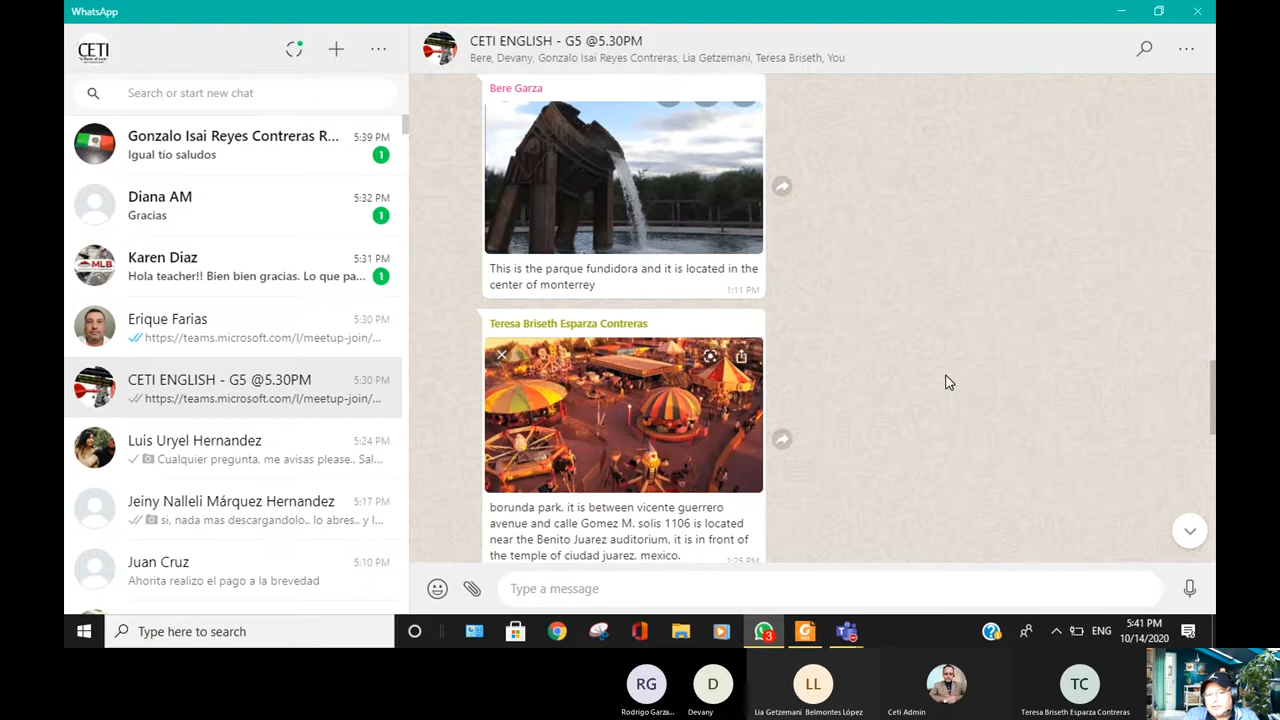 WhatsApp
CETI
Search or start new chat
Gonzalo Isai Reyes Contreras R... 5:39 PM
Igual tío saludos 1
Diana AM 5:32 PM
Gracias 1
Karen Diaz 5:31 PM
Hola teacher!! Bien bien gracias. Lo que pa... 1
Erique Farias 5:30 PM
https://teams.microsoft.com/l/meetup-join/...
CETI ENGLISH - G5 @5.30PM 5:30 PM
https://teams.microsoft.com/l/meetup-join/...
Luis Uryel Hernandez 5:24 PM
Cualquier pregunta, me avisas please.. Sal...
Jeiny Nalleli Márquez Hernandez 5:17 PM
si, nada mas descargandolo.. lo abres.. y l...
Juan Cruz 5:10 PM
Ahorita realizo el pago a la brevedad
CETI ENGLISH - G5 @5.30PM
Bere, Devany, Gonzalo Isai Reyes Contreras, Lia Getzemani, Teresa Briseth, You
Bere Garza
This is the parque fundidora and it is located in the
center of monterrey
1:11 PM
Teresa Briseth Esparza Contreras
borunda park. it is between vicente guerrero
avenue and calle Gomez M. solis 1106 is located
near the Benito Juarez auditorium, it is in front of
the temple of ciudad juarez, mexico.
1:25 PM
Type a message
Type here to search
3
ENG
5:41 PM
10/14/2020
RG
D
LL
TC
Rodrigo Garza...
Devany
Lia Getzemani Belmontes López
Ceti Admin
Teresa Briseth Esparza Contreras